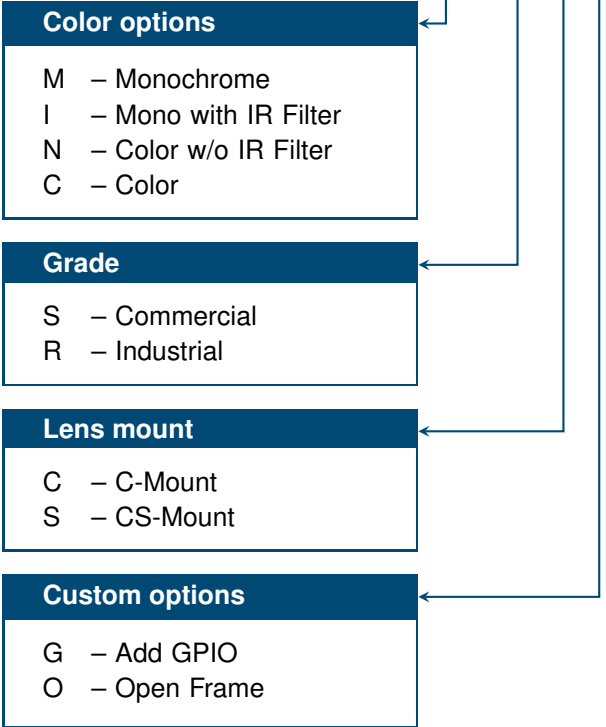 Color options
M – Monochrome
I – Mono with IR Filter
N – Color w/o IR Filter
C – Color
Grade
S – Commercial
R – Industrial
Lens mount
C – C-Mount
S – CS-Mount
Custom options
G – Add GPIO
O – Open Frame